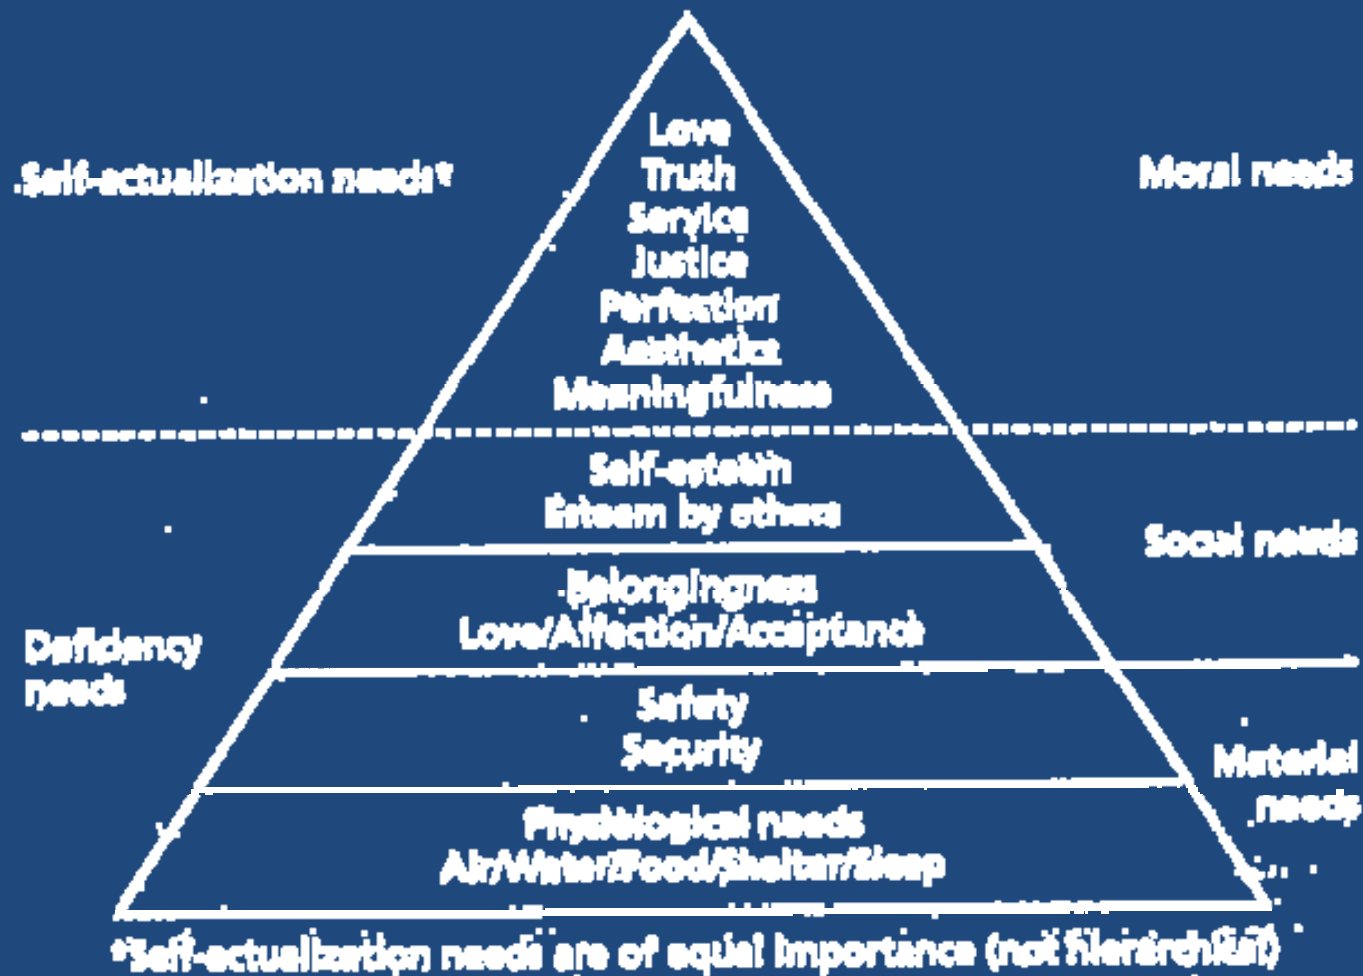 Love
Truth
Self-actualization needs*
Moral needs
Service
Justice
Perfection
Aesthetics
Meaningfulness
Self-esteem
Esteem by others
Social needs
Belongingness
Love/Affection/Acceptance
Deficiency
needs
Safety
Security
Material
needs
Physiological needs
Air/Water/Food/Shelter/Sleep
*Self-actualization needs are of equal importance (not hierarchical)